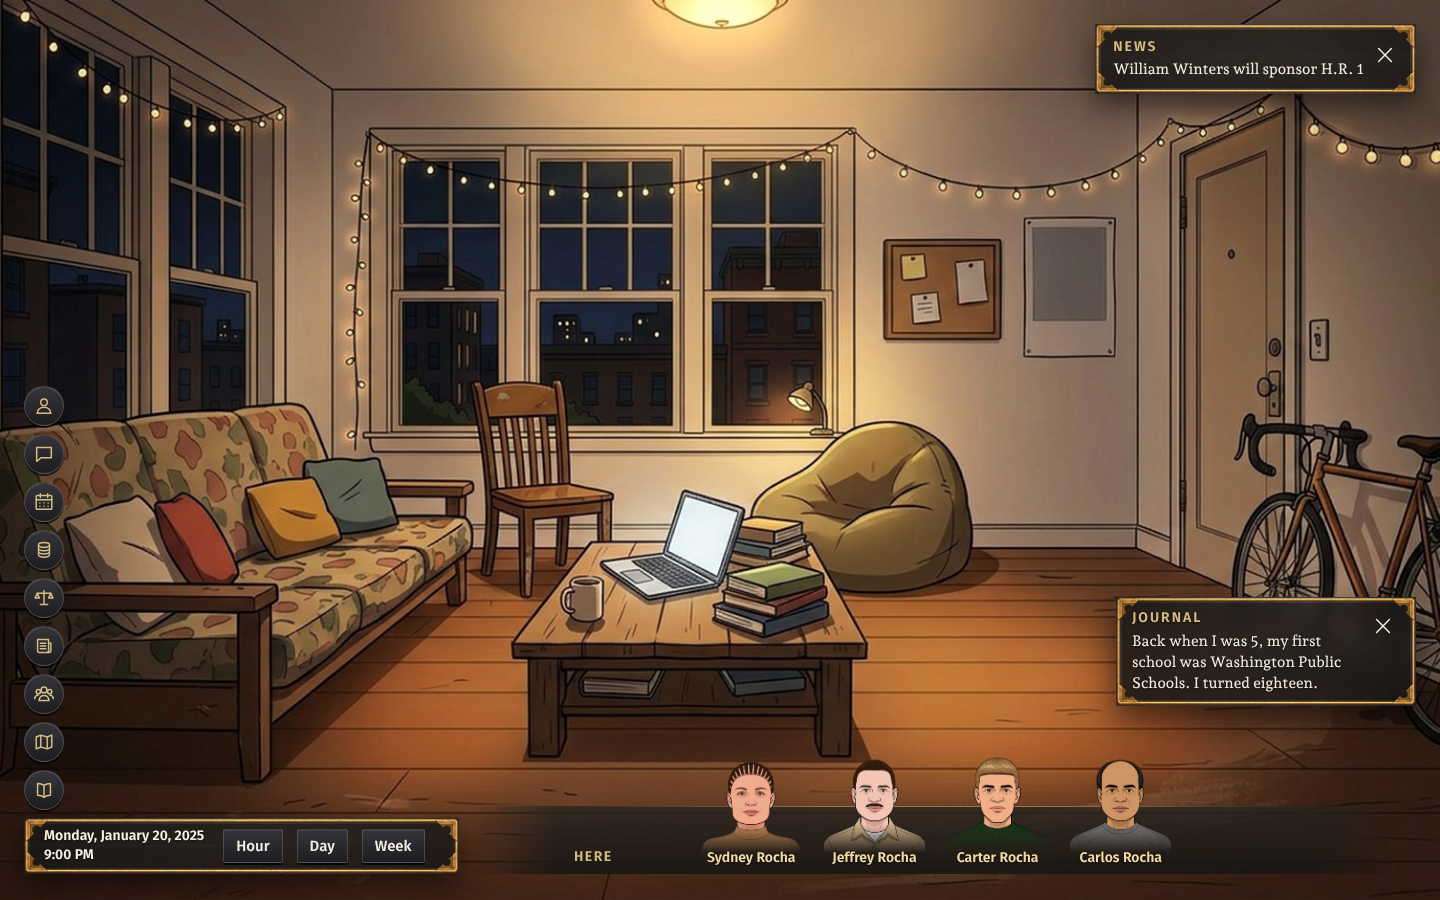 NEWS
William Winters will sponsor H.R. 1
JOURNAL
Back when I was 5, my first
school was Washington Public
Schools. I turned eighteen.
Monday, January 20, 2025
9:00 PM
Hour
Day
Week
HERE
Sydney Rocha
Jeffrey Rocha
Carter Rocha
Carlos Rocha